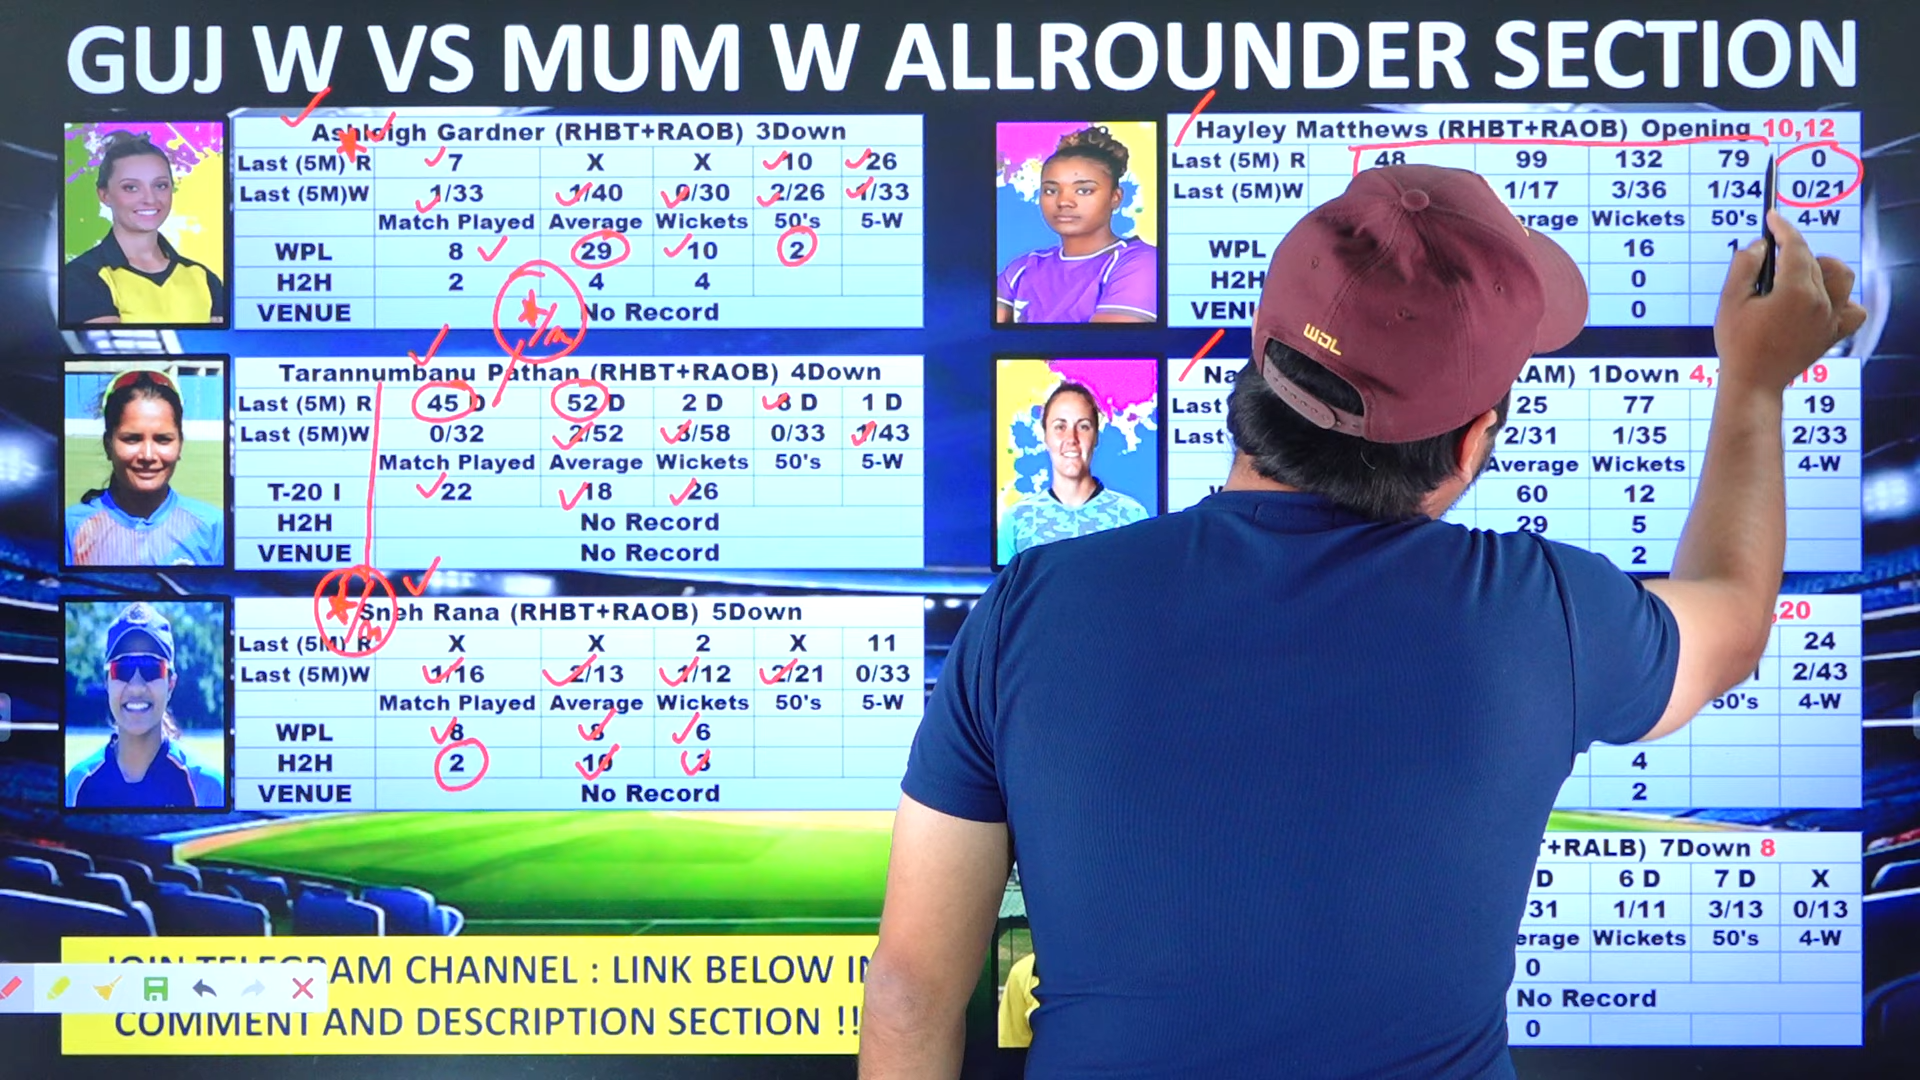 GUJ W VS MUM W ALLROUNDER SECTION
Ashleigh Gardner (RHBT+RAOB) 3Down
Last (5M) R 7 X X 10 26
Last (5M)W 1/33 1/40 0/30 2/26 1/33
Match Played Average Wickets 50's 5-W
WPL 8 29 10 2
H2H 2 4 4
VENUE No Record
Tarannumbanu Pathan (RHBT+RAOB) 4Down
Last (5M) R 45 D 52 D 2 D 8 D 1 D
Last (5M)W 0/32 2/52 3/58 0/33 1/43
Match Played Average Wickets 50's 5-W
T-20 I 22 18 26
H2H No Record
VENUE No Record
Sneh Rana (RHBT+RAOB) 5Down
Last (5M) R X X 2 X 11
Last (5M)W 1/16 2/13 1/12 2/21 0/33
Match Played Average Wickets 50's 5-W
WPL 8 8 6
H2H 2 10 3
VENUE No Record
JOIN TELEGRAM CHANNEL : LINK BELOW IN
COMMENT AND DESCRIPTION SECTION !!
Hayley Matthews (RHBT+RAOB) Opening 10,12
Last (5M) R 48 99 132 79 0
Last (5M)W 1/17 3/36 1/34 0/21
Wickets 50's 4-W
WPL 16 1
H2H 0
0
1Down
25 77 19
2/31 1/35 2/33
Average Wickets 4-W
60 12
29 5
2
,20
24
2/43
50's 4-W
4
2
+RALB) 7Down 8
D 6 D 7 D X
1/11 3/13 0/13
Wickets 50's 4-W
0
No Record
0
WDL